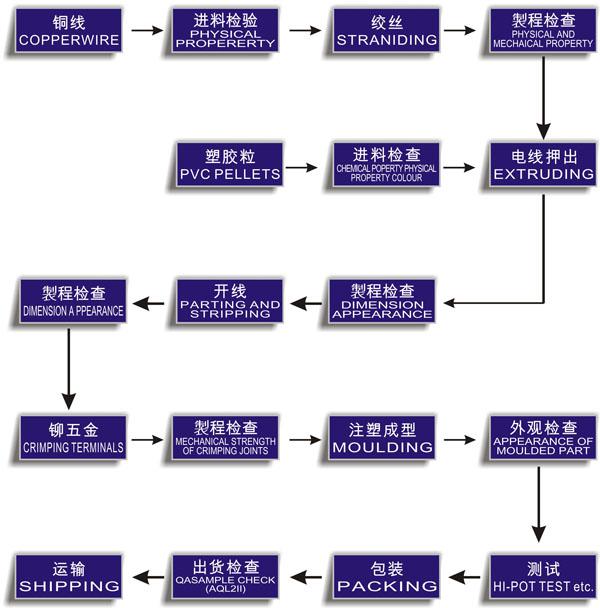 铜线
COPPERWIRE
进料检验
PHYSICAL
PROPERERTY
绞丝
STRANIDING
製程检查
PHYSICAL AND
MECHAICAL PROPERTY
塑胶粒
PVC PELLETS
进料检查
CHEMICAL POPERTY PHYSICAL
PROPERTY COLOUR
电线押出
EXTRUDING
製程检查
DIMENSION A PPEARANCE
开线
PARTING AND
STRIPPING
製程检查
DIMENSION
APPEARANCE
铆五金
CRIMPING TERMINALS
製程检查
MECHANICAL STRENGTH
OF CRIMPING JOINTS
注塑成型
MOULDING
外观检查
APPEARANCE OF
MOULDED PART
运输
SHIPPING
出货检查
QASAMPLE CHECK
(AQL2II)
包装
PACKING
测试
HI-POT TEST etc.